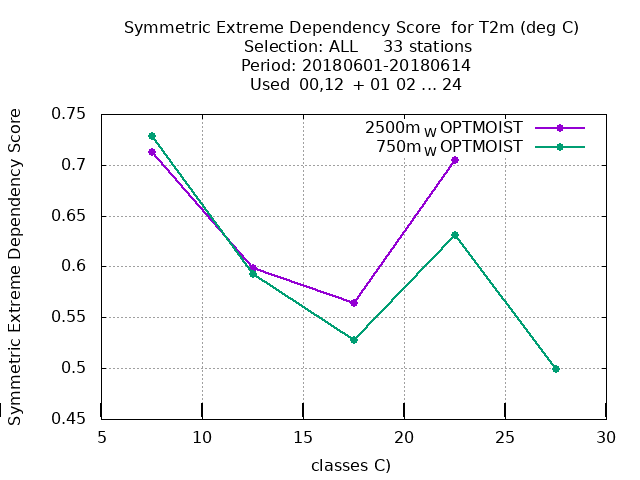 Symmetric Extreme Dependency Score  for T2m (deg C)
Selection: ALL     33 stations
Period: 20180601-20180614
Used  00,12  + 01 02 ... 24
2500m W OPTMOIST
750m W OPTMOIST
Symmetric Extreme Dependency Score
0.75
0.7
0.65
0.6
0.55
0.5
0.45
5 10 15 20 25 30
classes C)